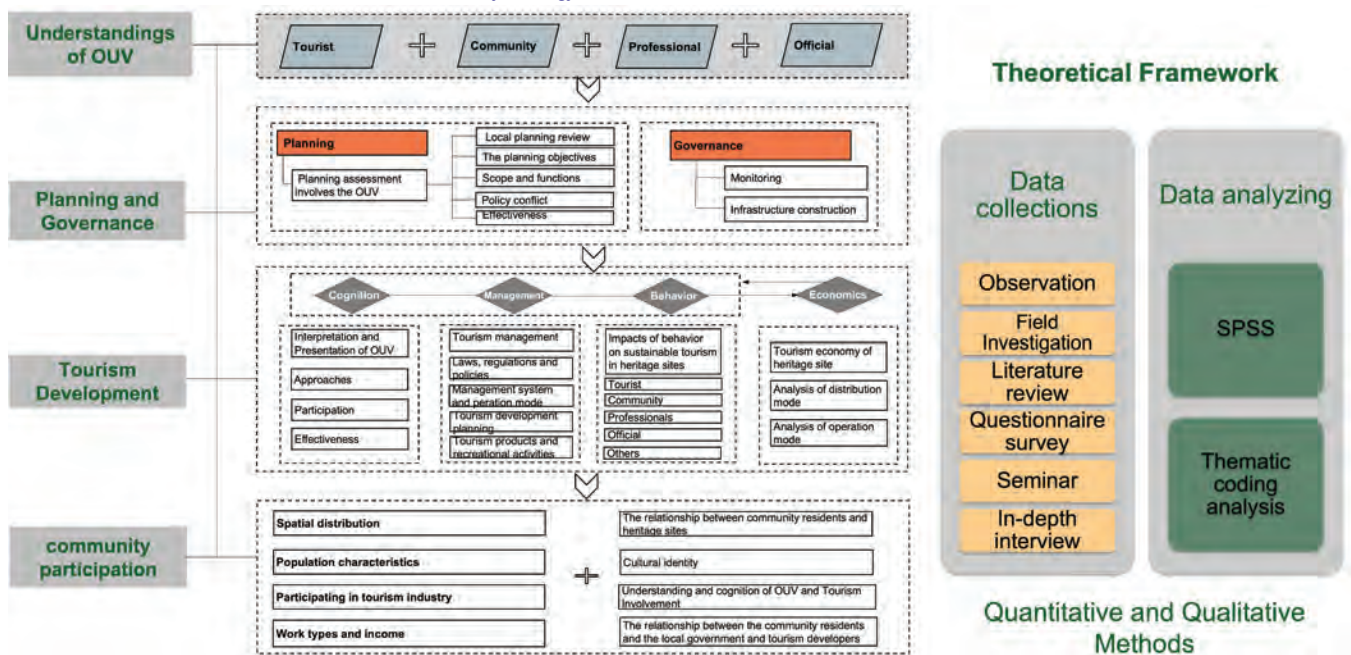 Understandings
of OUV
Tourist
Community
Professional
Official
Planning and
Governance
Planning
Planning assessment
involves the OUV
Local planning review
The planning objectives
Scope and functions
Policy conflict
Effectiveness
Governance
Monitoring
Infrastructure construction
Tourism
Development
Cognition
Management
Behavior
Economics
Interpretation and
Presentation of OUV
Approaches
Participation
Effectiveness
Tourism management
Laws, regulations and
policies
Management system
and peration mode
Tourism development
planning
Tourism products and
recreational activities
Impacts of behavior
on sustainable tourism
in heritage sites
Tourist
Community
Professionals
Official
Others
Tourism economy of
heritage site
Analysis of distribution
mode
Analysis of operation
mode
community
participation
Spatial distribution
Population characteristics
Participating in tourism industry
Work types and income
The relationship between community residents and
heritage sites
Cultural identity
Understanding and cognition of OUV and Tourism
Involvement
The relationship between the community residents
and the local government and tourism developers
Theoretical Framework
Data
collections
Observation
Field
Investigation
Literature
review
Questionnaire
survey
Seminar
In-depth
interview
Data analyzing
SPSS
Thematic
coding
analysis
Quantitative and Qualitative
Methods